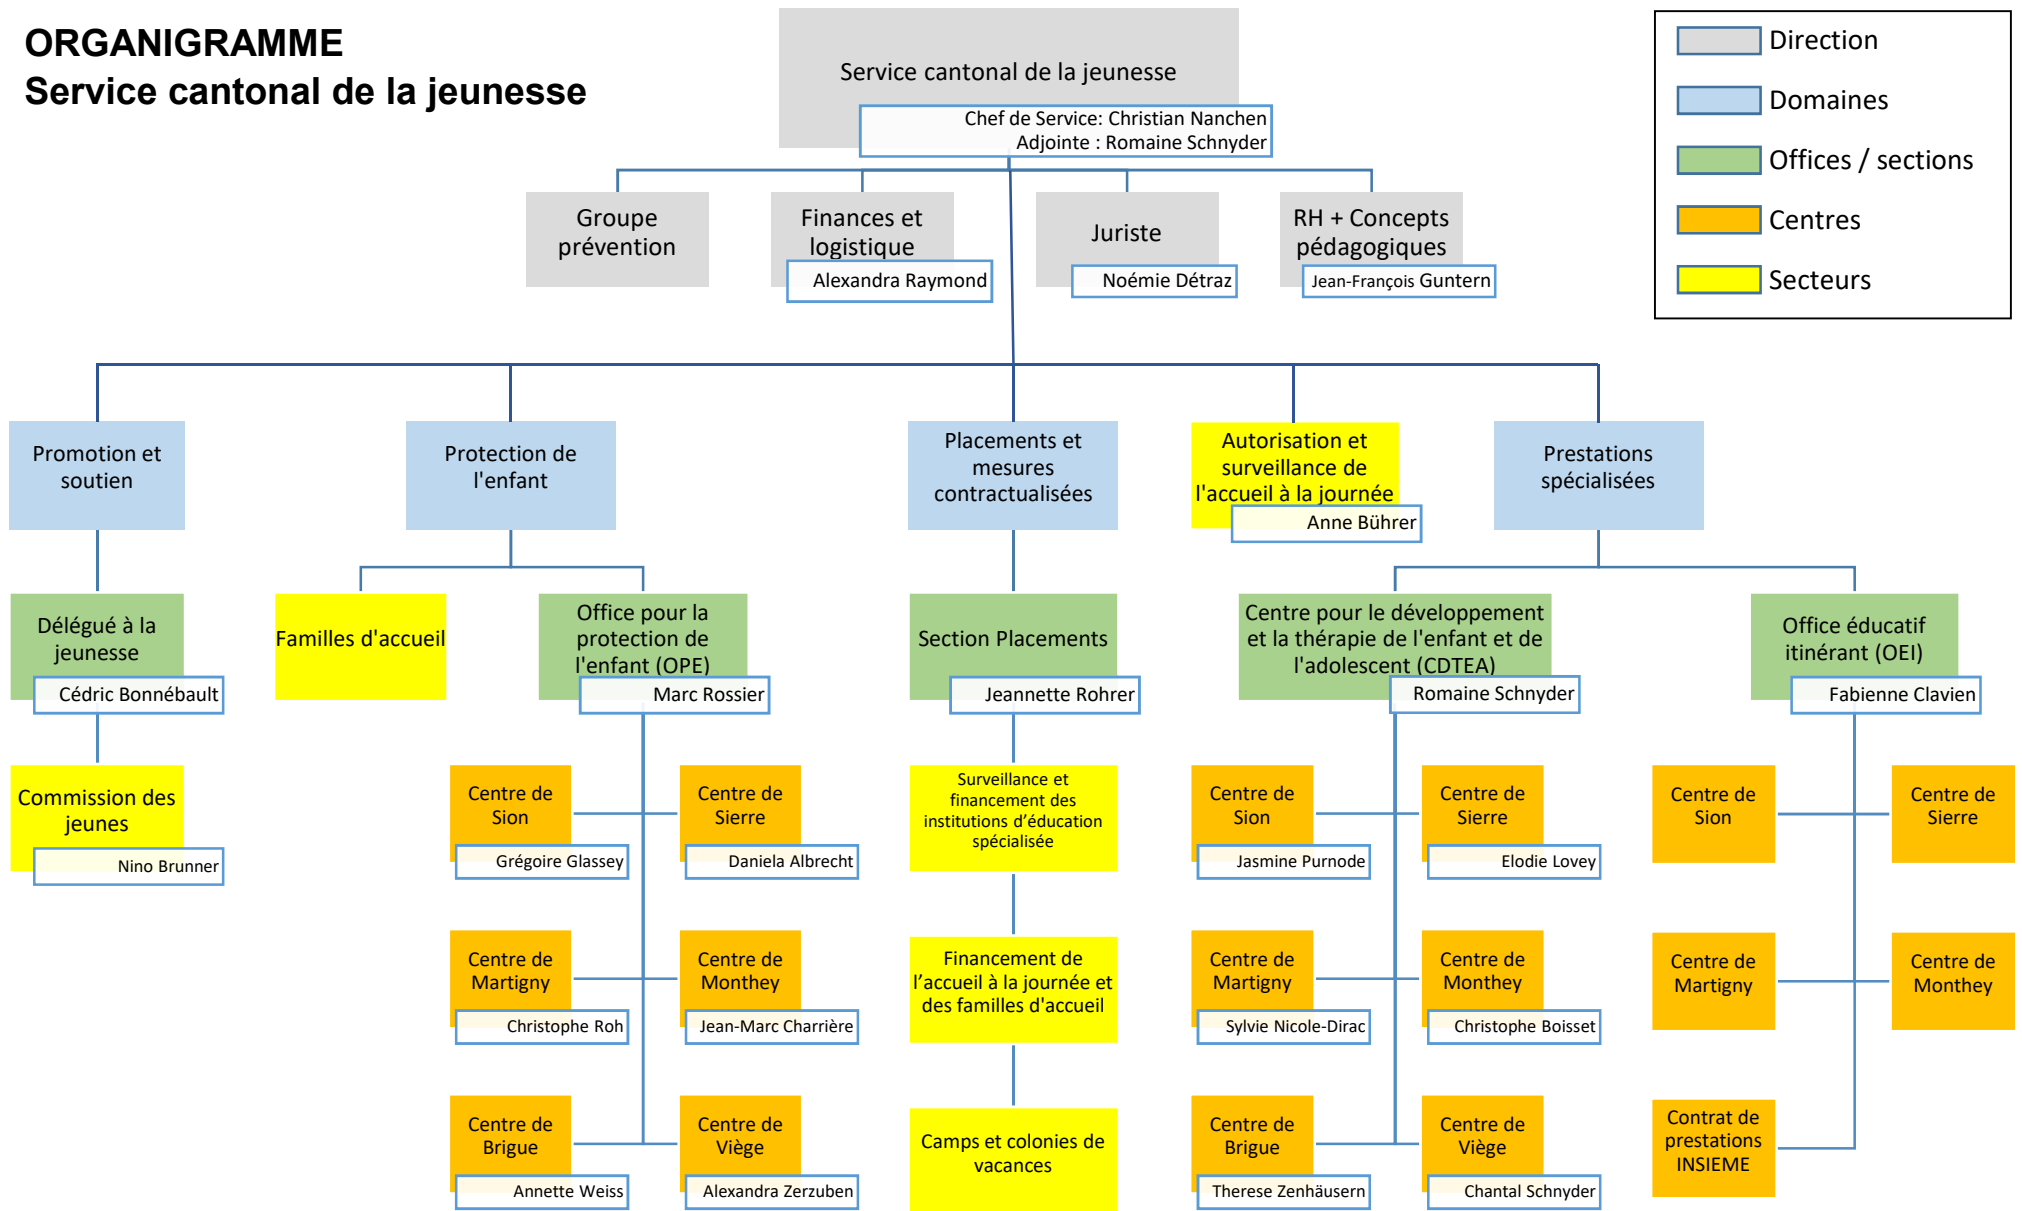 ORGANIGRAMME
Service cantonal de la jeunesse
Service cantonal de la jeunesse
Chef de Service: Christian Nanchen
Adjointe : Romaine Schnyder
Direction
Domaines
Offices / sections
Centres
Secteurs
Groupe
prévention
Finances et
logistique
Alexandra Raymond
Juriste
Noémie Détraz
RH + Concepts
pédagogiques
Jean-François Guntern
Promotion et
soutien
Protection de
l'enfant
Placements et
mesures
contractualisées
Autorisation et
surveillance de
l'accueil à la journée
Anne Bührer
Prestations
spécialisées
Délégué à la
jeunesse
Cédric Bonnébault
Familles d'accueil
Office pour la
protection de
l'enfant (OPE)
Marc Rossier
Section Placements
Jeannette Rohrer
Centre pour le développement
et la thérapie de l'enfant et de
l'adolescent (CDTEA)
Romaine Schnyder
Office éducatif
itinérant (OEI)
Fabienne Clavien
Commission des
jeunes
Nino Brunner
Centre de
Sion
Grégoire Glassey
Centre de
Sierre
Daniela Albrecht
Surveillance et
financement des
institutions d’éducation
spécialisée
Centre de
Sion
Jasmine Purnode
Centre de
Sierre
Elodie Lovey
Centre de
Sion
Centre de
Sierre
Centre de
Martigny
Christophe Roh
Centre de
Monthey
Jean-Marc Charrière
Financement de
l’accueil à la journée et
des familles d'accueil
Centre de
Martigny
Sylvie Nicole-Dirac
Centre de
Monthey
Christophe Boisset
Centre de
Martigny
Centre de
Monthey
Centre de
Brigue
Annette Weiss
Centre de
Viège
Alexandra Zerzuben
Camps et colonies de
vacances
Centre de
Brigue
Therese Zenhäusern
Centre de
Viège
Chantal Schnyder
Contrat de
prestations
INSIEME